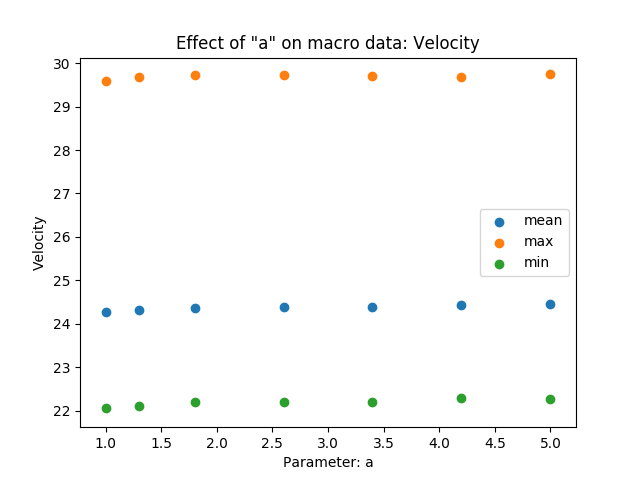 Effect of "a" on macro data: Velocity
30
29
28
27
26
25
24
23
22
Velocity
mean
max
min
1.0 1.5 2.0 2.5 3.0 3.5 4.0 4.5 5.0
Parameter: a